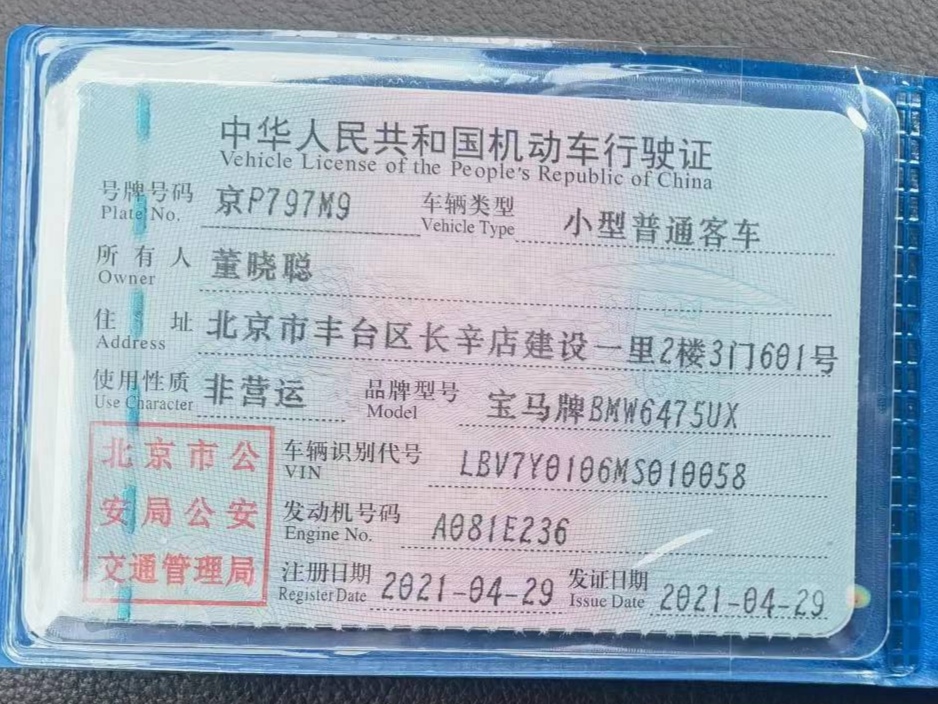 中华人民共和国机动车行驶证
Vehicle License of the People's Republic of China
号牌号码 京P797M9 车辆类型 小型普通客车
Plate No. Vehicle Type
所有人 董晓聪
Owner
住址 北京市丰台区长辛店建设一里2楼3门601号
Address
使用性质 非营运 品牌型号 宝马牌BMW6475UX
Use Character Model
北京市公
安局公安
交通管理局
车辆识别代号 LBV7Y0106MS010058
VIN
发动机号码 A081E236
Engine No.
注册日期 2021-04-29 发证日期 2021-04-29
Register Date Issue Date